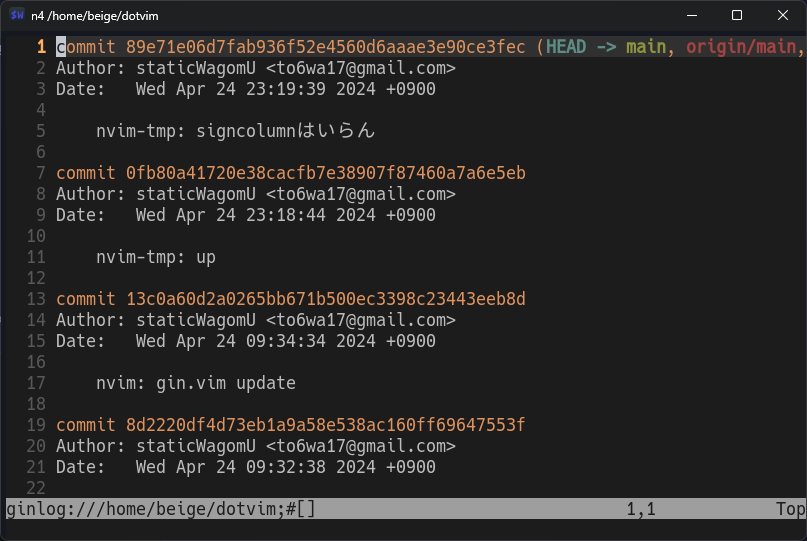 SW n4 /home/beige/dotvim
1 commit 89e71e06d7fab936f52e4560d6aaae3e90ce3fec (HEAD -> main, origin/main,
2 Author: staticWagomU <to6wa17@gmail.com>
3 Date:   Wed Apr 24 23:19:39 2024 +0900
4
5     nvim-tmp: signcolumnはいらん
6
7 commit 0fb80a41720e38cacfb7e38907f87460a7a6e5eb
8 Author: staticWagomU <to6wa17@gmail.com>
9 Date:   Wed Apr 24 23:18:44 2024 +0900
10
11     nvim-tmp: up
12
13 commit 13c0a60d2a0265bb671b500ec3398c23443eeb8d
14 Author: staticWagomU <to6wa17@gmail.com>
15 Date:   Wed Apr 24 09:34:34 2024 +0900
16
17     nvim: gin.vim update
18
19 commit 8d2220df4d73eb1a9a58e538ac160ff69647553f
20 Author: staticWagomU <to6wa17@gmail.com>
21 Date:   Wed Apr 24 09:32:38 2024 +0900
22
ginlog:///home/beige/dotvim;#[] 1,1 Top